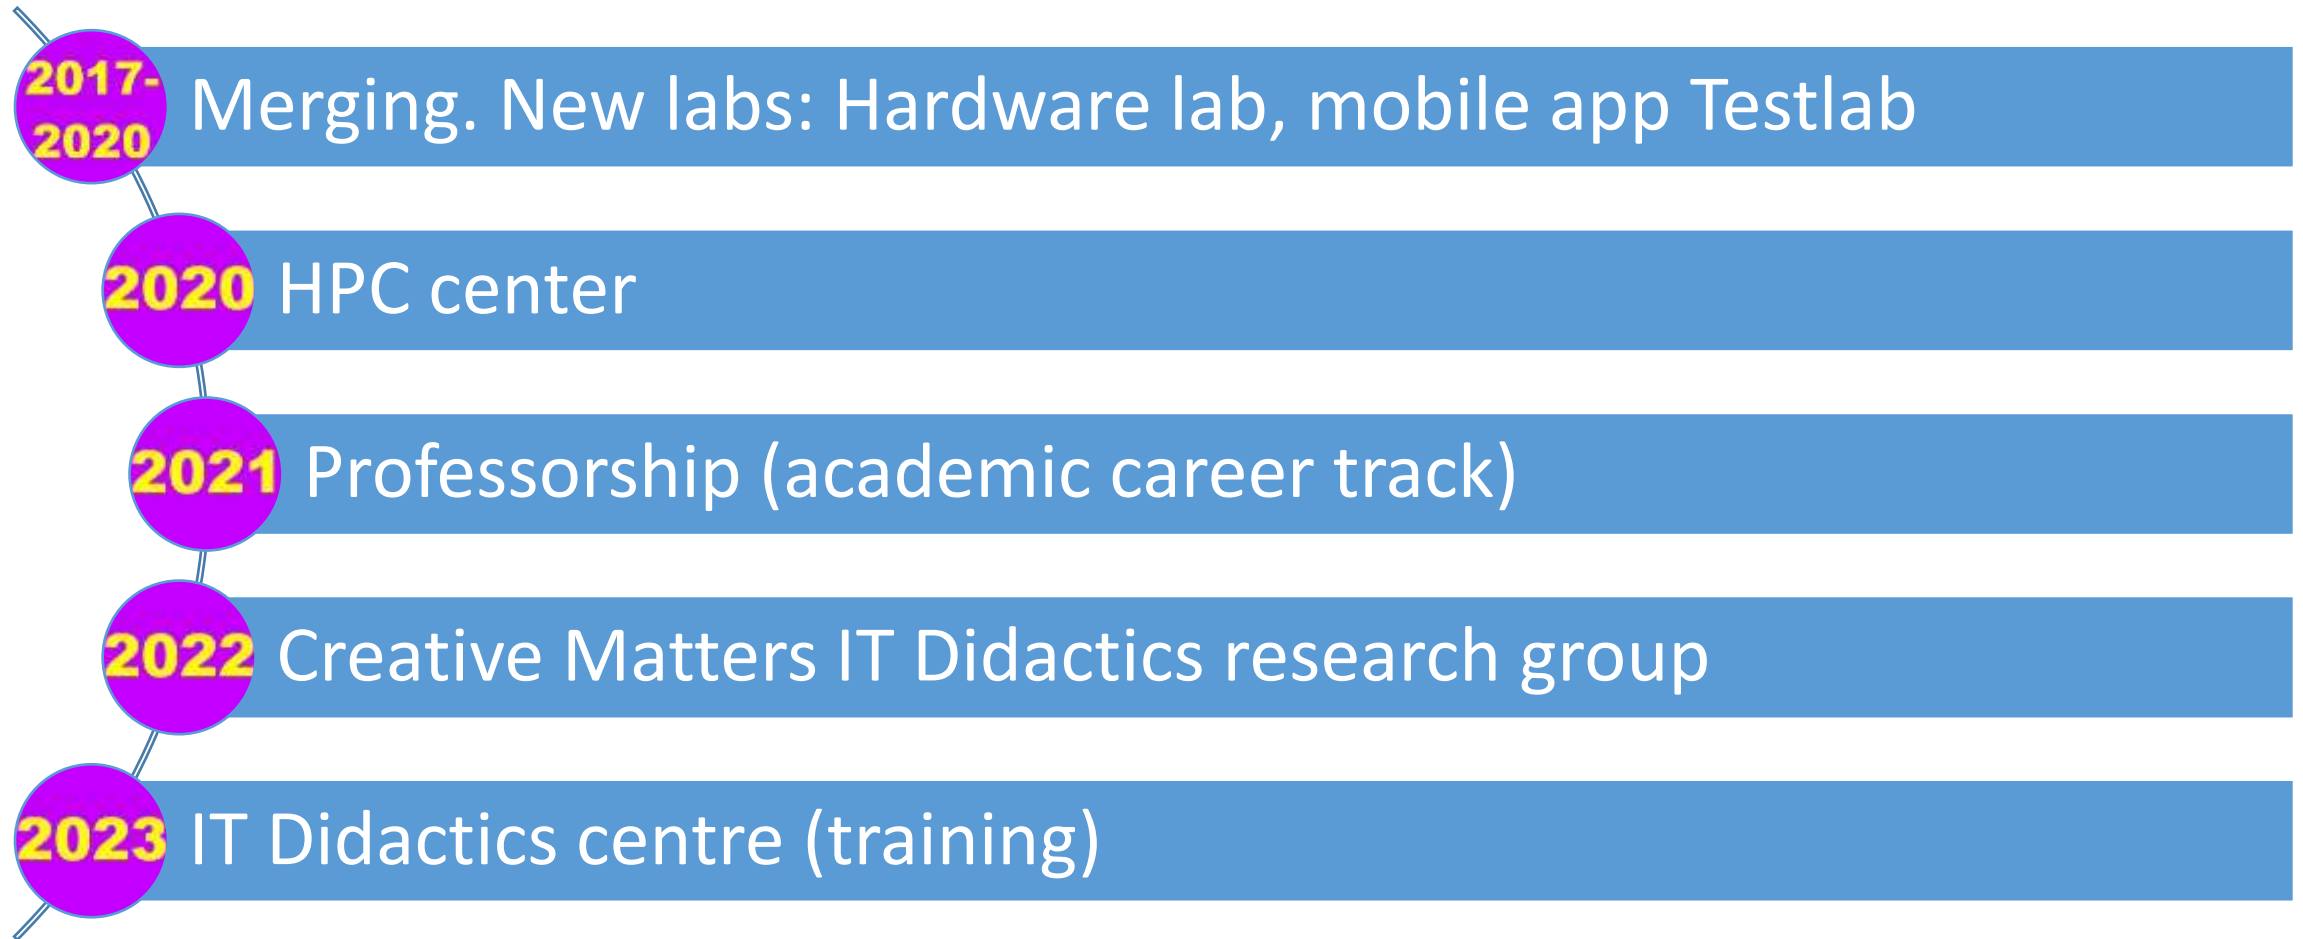 2017-
2020
Merging. New labs: Hardware lab, mobile app Testlab
2020
HPC center
2021
Professorship (academic career track)
2022
Creative Matters IT Didactics research group
2023
IT Didactics centre (training)